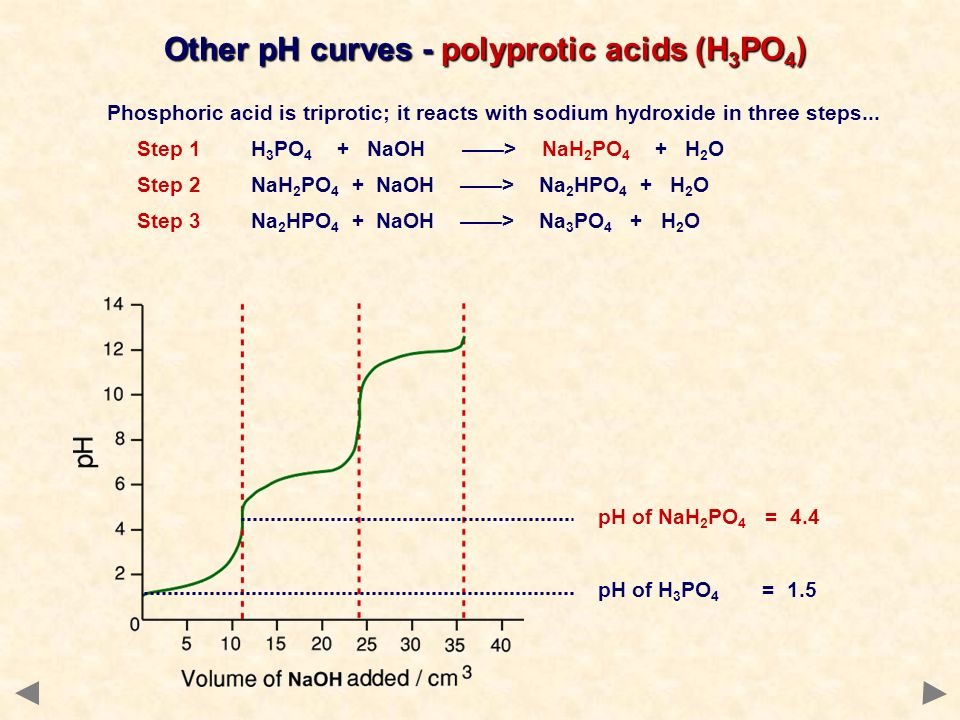 Other pH curves - polyprotic acids (H3PO4)
Phosphoric acid is triprotic; it reacts with sodium hydroxide in three steps...
Step 1 H3PO4 + NaOH ——> NaH2PO4 + H2O
Step 2 NaH2PO4 + NaOH ——> Na2HPO4 + H2O
Step 3 Na2HPO4 + NaOH ——> Na3PO4 + H2O
14
12
10
8
pH
6
4
2
0
pH of NaH2PO4 = 4.4
pH of H3PO4 = 1.5
5 10 15 20 25 30 35 40
Volume of NaOH added / cm3